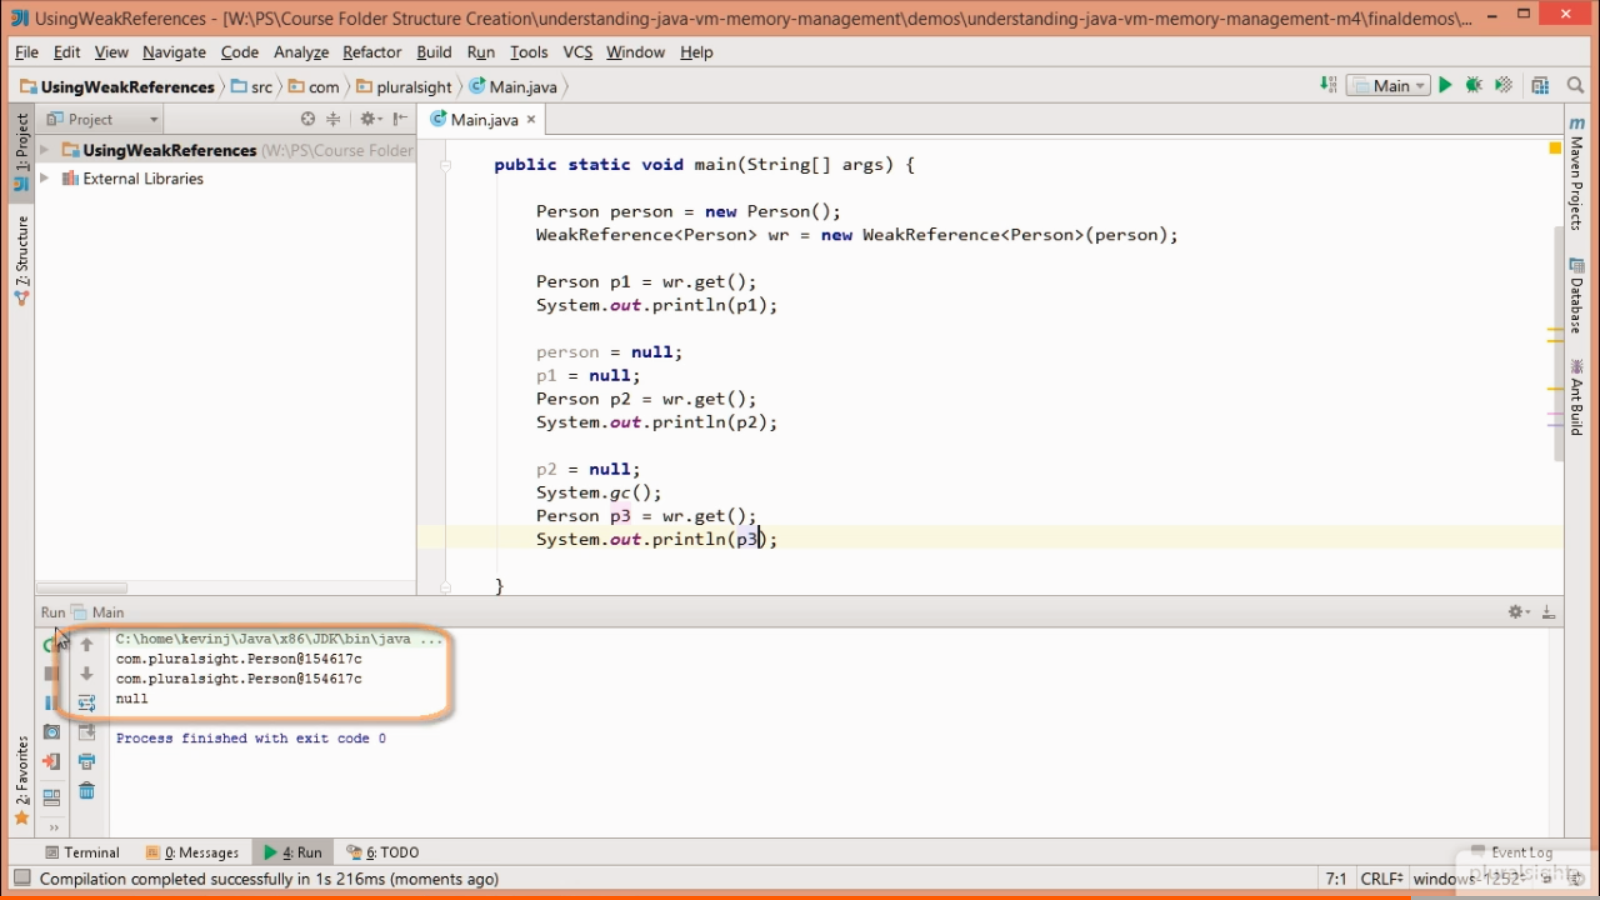 UsingWeakReferences - [W:\PS\Course Folder Structure Creation\understanding-java-vm-memory-management\demos\understanding-java-vm-memory-management-m4\finaldemos\...
File Edit View Navigate Code Analyze Refactor Build Run Tools VCS Window Help
UsingWeakReferences src com pluralsight Main.java Main
Project
Main.java
1: Project
7: Structure
2: Favorites
UsingWeakReferences (W:\PS\Course Folder
External Libraries
public static void main(String[] args) {
Person person = new Person();
WeakReference<Person> wr = new WeakReference<Person>(person);
Person p1 = wr.get();
System.out.println(p1);
person = null;
p1 = null;
Person p2 = wr.get();
System.out.println(p2);
p2 = null;
System.gc();
Person p3 = wr.get();
System.out.println(p3);
}
Maven Projects
Database
Ant Build
Run Main
C:\home\kevinj\Java\x86\JDK\bin\java ...
com.pluralsight.Person@154617c
com.pluralsight.Person@154617c
null
Process finished with exit code 0
Terminal 0: Messages 4: Run 6: TODO Event Log
Compilation completed successfully in 1s 216ms (moments ago) 7:1 CRLF windows-1252
pluralsight